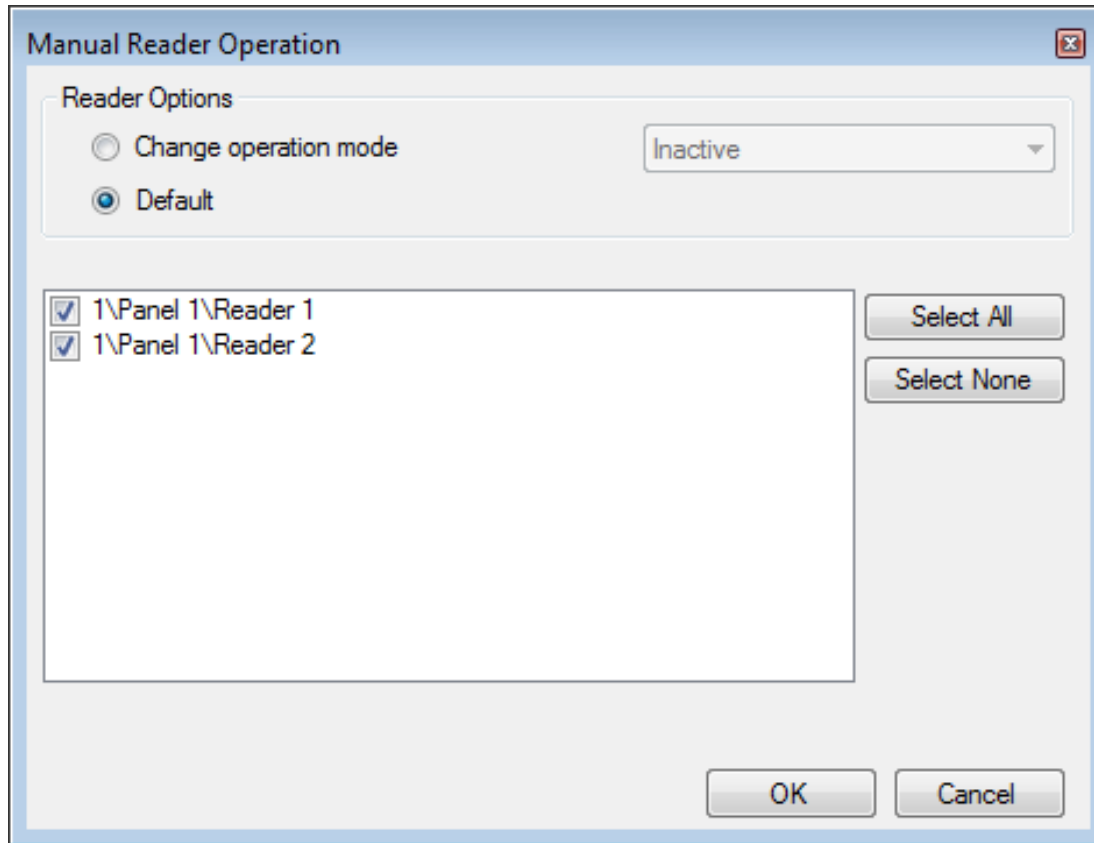 Manual Reader Operation
Reader Options
Change operation mode
Inactive
Default
1\Panel 1\Reader 1
1\Panel 1\Reader 2
Select All
Select None
OK
Cancel